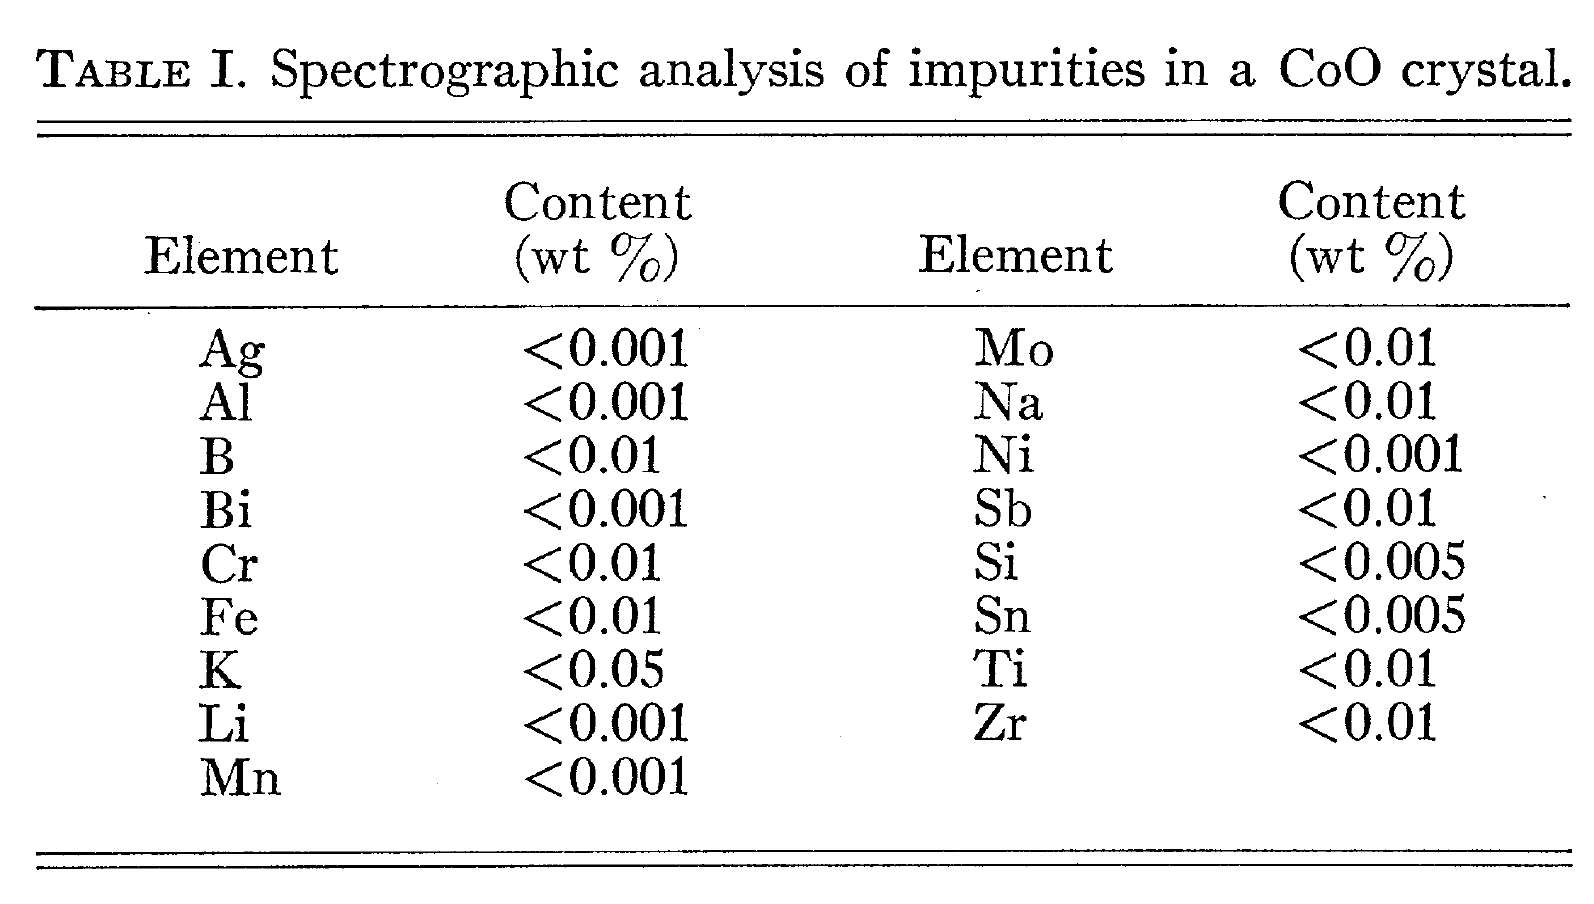 TABLE I. Spectrographic analysis of impurities in a CoO crystal.
Content Content
Element (wt %) Element (wt %)
Ag <0.001 Mo <0.01
Al <0.001 Na <0.01
B <0.01 Ni <0.001
Bi <0.001 Sb <0.01
Cr <0.01 Si <0.005
Fe <0.01 Sn <0.005
K <0.05 Ti <0.01
Li <0.001 Zr <0.01
Mn <0.001